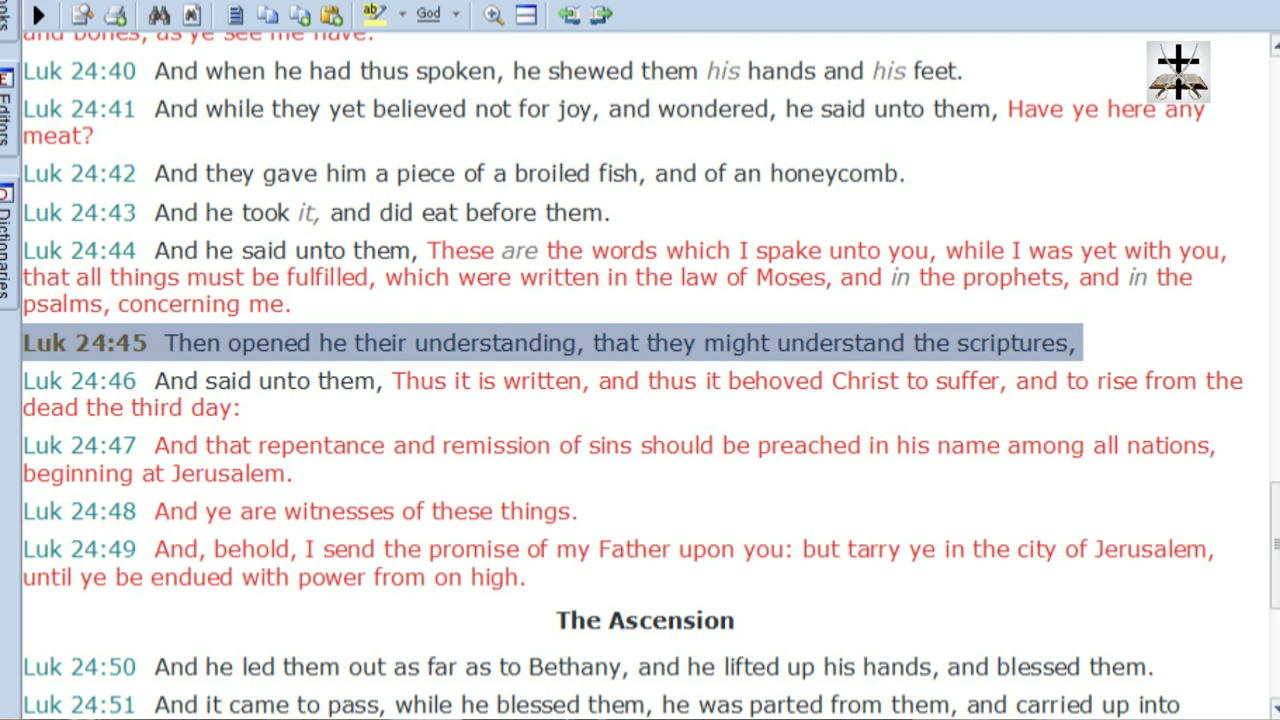 God
and bones, as ye see me have.
Luk 24:40 And when he had thus spoken, he shewed them his hands and his feet.
Luk 24:41 And while they yet believed not for joy, and wondered, he said unto them, Have ye here any
meat?
Luk 24:42 And they gave him a piece of a broiled fish, and of an honeycomb.
Luk 24:43 And he took it, and did eat before them.
Luk 24:44 And he said unto them, These are the words which I spake unto you, while I was yet with you,
that all things must be fulfilled, which were written in the law of Moses, and in the prophets, and in the
psalms, concerning me.
Luk 24:45 Then opened he their understanding, that they might understand the scriptures,
Luk 24:46 And said unto them, Thus it is written, and thus it behoved Christ to suffer, and to rise from the
dead the third day:
Luk 24:47 And that repentance and remission of sins should be preached in his name among all nations,
beginning at Jerusalem.
Luk 24:48 And ye are witnesses of these things.
Luk 24:49 And, behold, I send the promise of my Father upon you: but tarry ye in the city of Jerusalem,
until ye be endued with power from on high.
The Ascension
Luk 24:50 And he led them out as far as to Bethany, and he lifted up his hands, and blessed them.
Luk 24:51 And it came to pass, while he blessed them, he was parted from them, and carried up into
Editors
Dictionaries